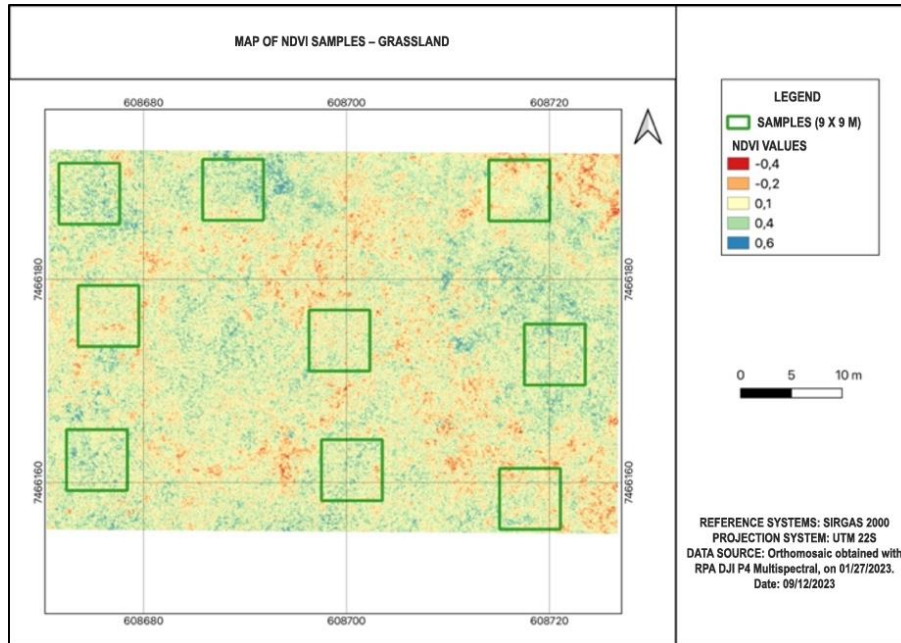 MAP OF NDVI SAMPLES – GRASSLAND
608680 608700 608720
7466180 7466180
7466160 7466160
608680 608700 608720
LEGEND
SAMPLES (9 X 9 M)
NDVI VALUES
-0,4
-0,2
0,1
0,4
0,6
0 5 10 m
REFERENCE SYSTEMS: SIRGAS 2000
PROJECTION SYSTEM: UTM 22S
DATA SOURCE: Orthomosaic obtained with
RPA DJI P4 Multispectral, on 01/27/2023.
Date: 09/12/2023